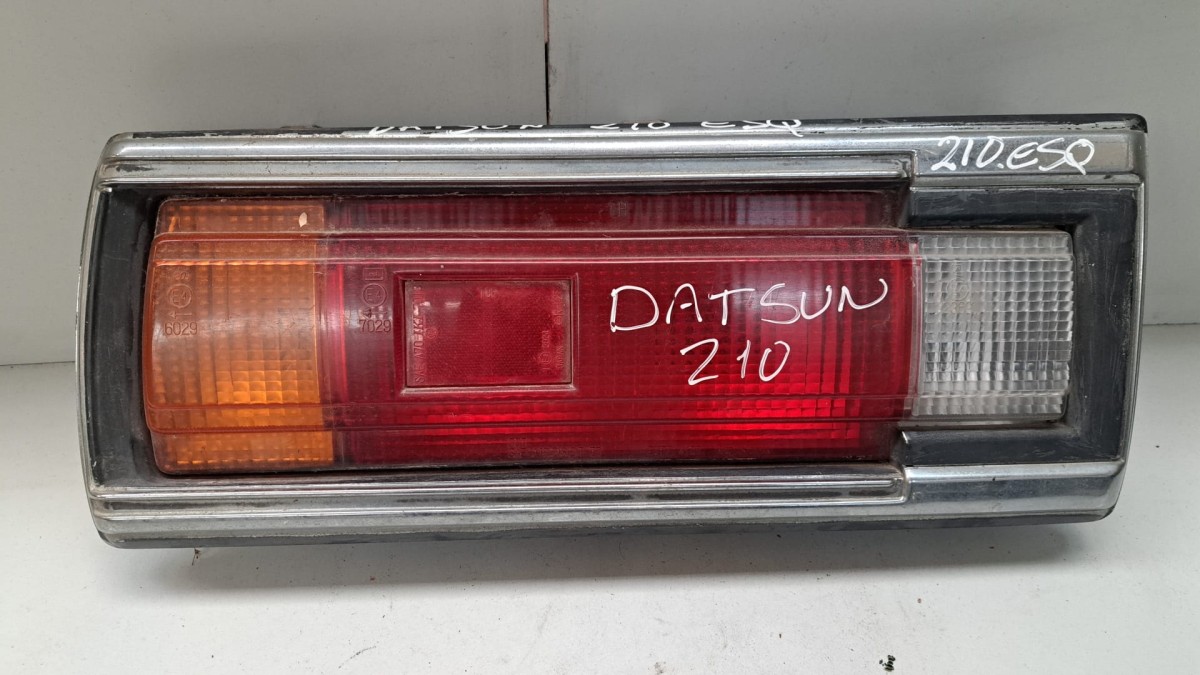 DATSUN 210 ESQ
210.ESQ
DATSUN
210
6029
7029